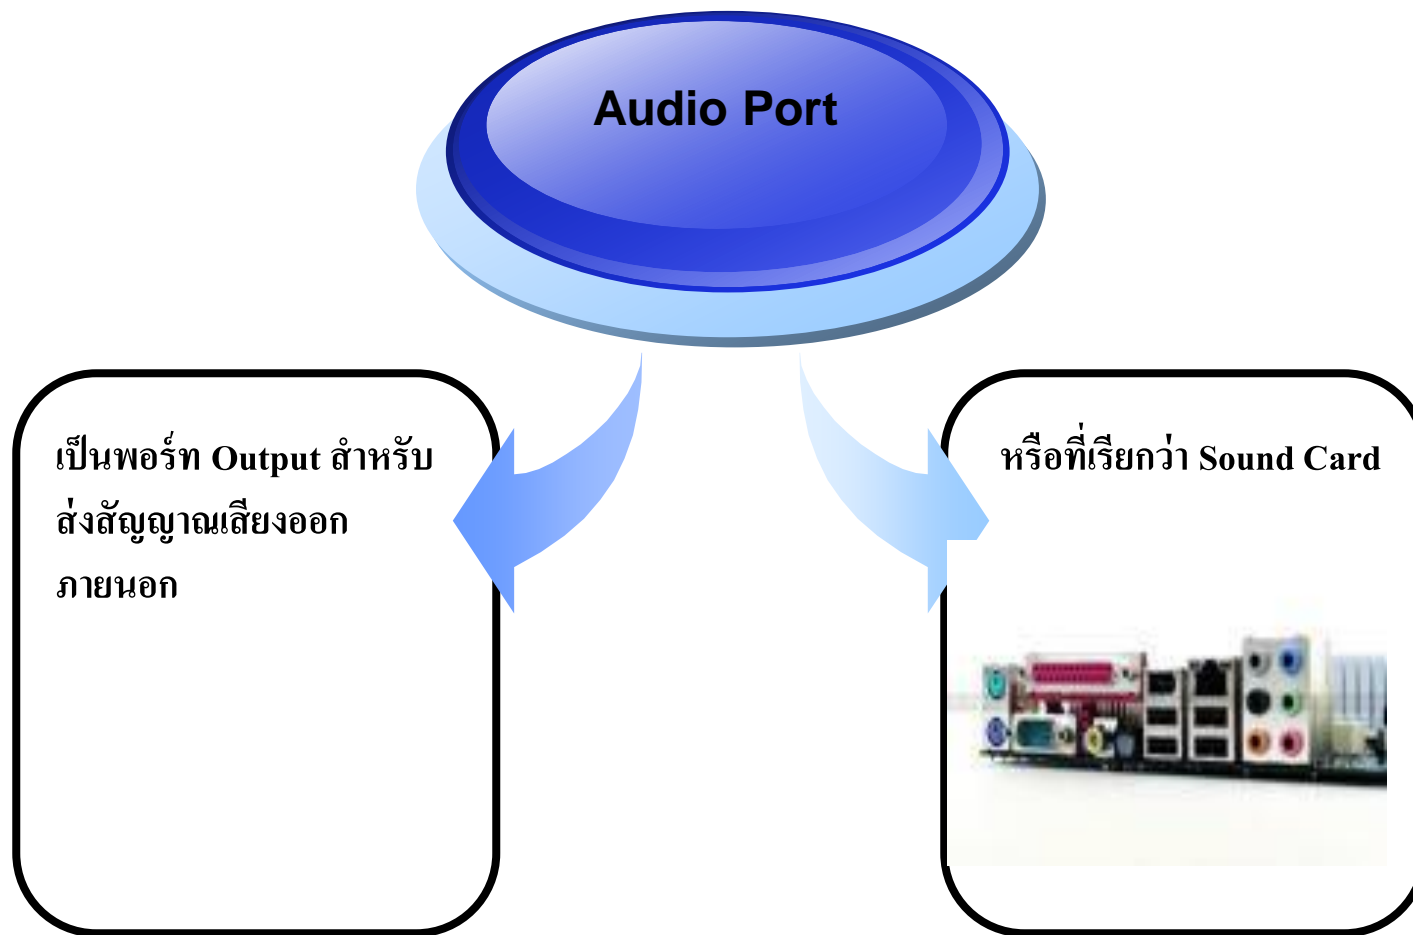 Audio Port
เป็นพอร์ท Output สำหรับ
ส่งสัญญาณเสียงออก
ภายนอก
หรือที่เรียกว่า Sound Card